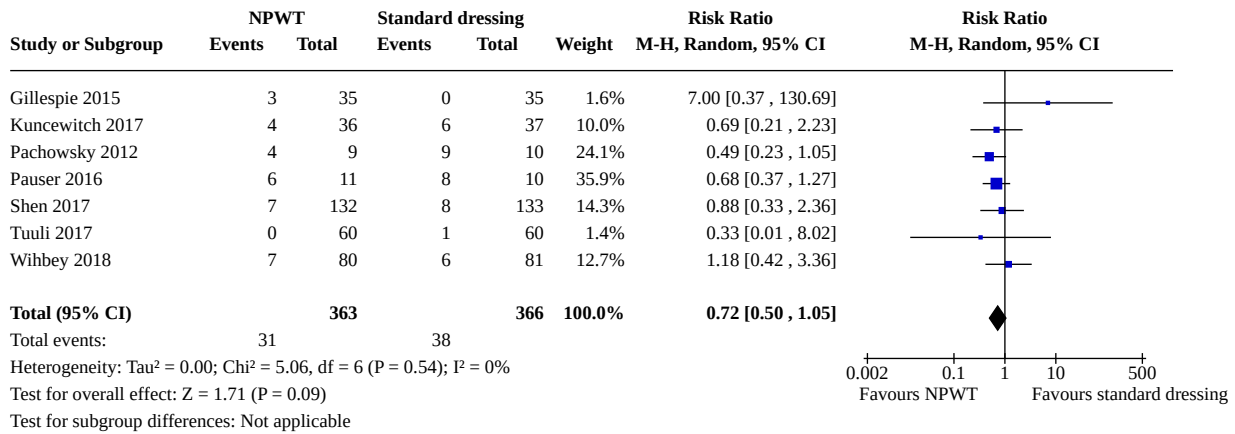 NPWT Standard dressing Risk Ratio Risk Ratio
Study or Subgroup Events Total Events Total Weight M-H, Random, 95% CI M-H, Random, 95% CI
Gillespie 2015 3 35 0 35 1.6% 7.00 [0.37 , 130.69]
Kuncewitch 2017 4 36 6 37 10.0% 0.69 [0.21 , 2.23]
Pachowsky 2012 4 9 9 10 24.1% 0.49 [0.23 , 1.05]
Pauser 2016 6 11 8 10 35.9% 0.68 [0.37 , 1.27]
Shen 2017 7 132 8 133 14.3% 0.88 [0.33 , 2.36]
Tuuli 2017 0 60 1 60 1.4% 0.33 [0.01 , 8.02]
Wihbey 2018 7 80 6 81 12.7% 1.18 [0.42 , 3.36]
Total (95% CI) 363 366 100.0% 0.72 [0.50 , 1.05]
Total events: 31 38
Heterogeneity: Tau² = 0.00; Chi² = 5.06, df = 6 (P = 0.54); I² = 0%
0.002 0.1 1 10 500
Test for overall effect: Z = 1.71 (P = 0.09) Favours NPWT Favours standard dressing
Test for subgroup differences: Not applicable